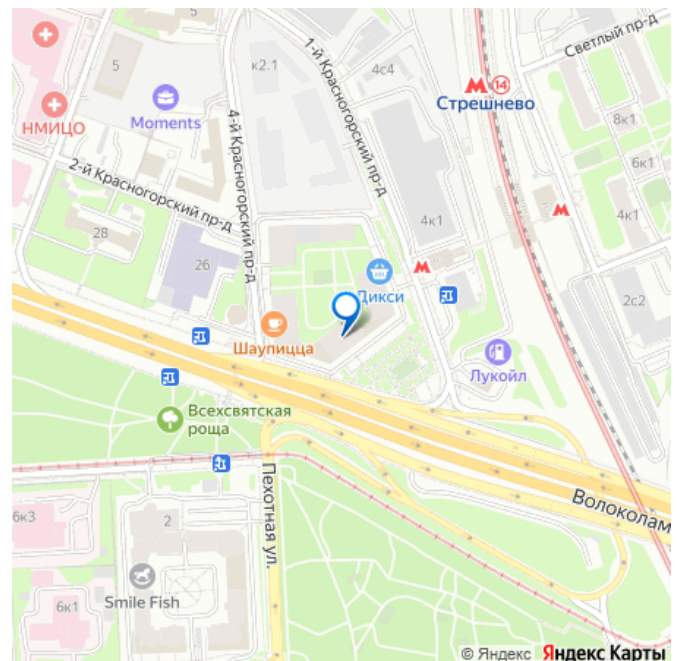 5
5
к2.1
4с4
1-й Красногорский пр-д
Светлый пр-д
14
Стрешнево
НМИЦО
Moments
4-й Красногорский пр-д
8к1
6к1
2-й Красногорский пр-д
4к1
4к1
28
26
Дикси
2с2
Шаупицца
Лукойл
Всехсвятская
роща
Пехотная ул.
Волоколам
6к3
2
Smile Fish
6к1
© Яндекс Яндекс Карты